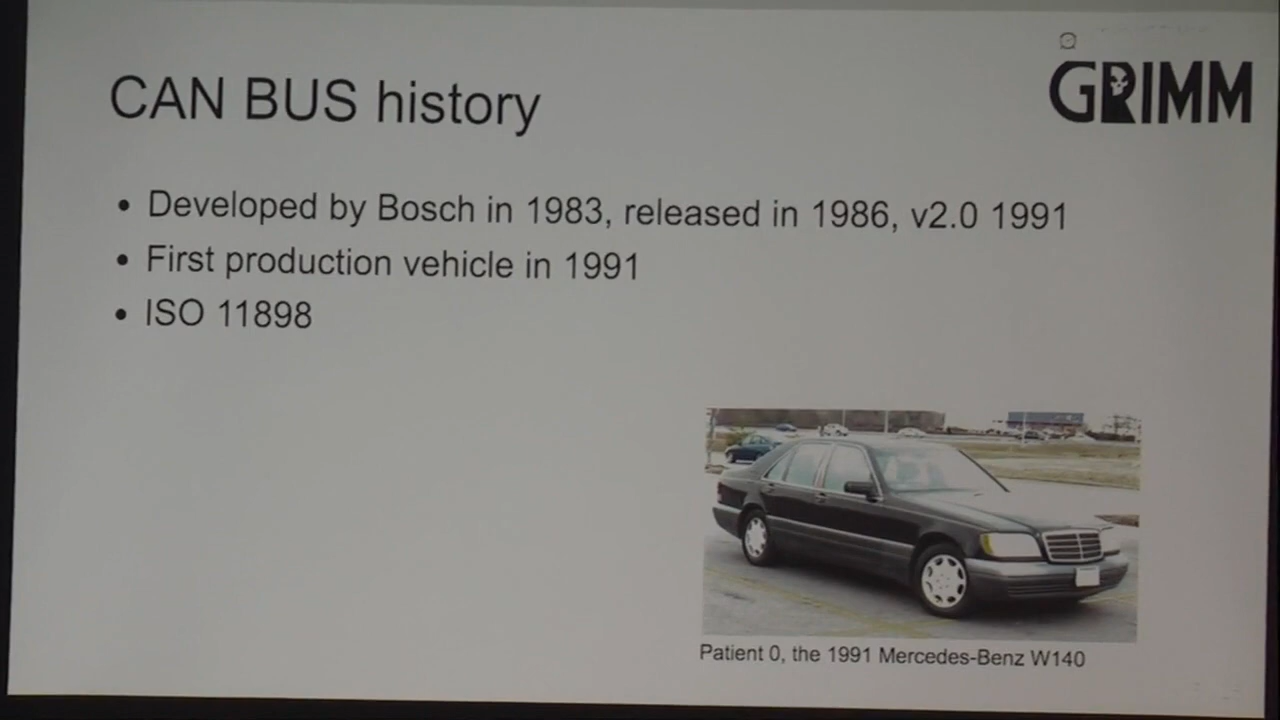 GRIMM
CAN BUS history
• Developed by Bosch in 1983, released in 1986, v2.0 1991
• First production vehicle in 1991
• ISO 11898
Patient 0, the 1991 Mercedes-Benz W140